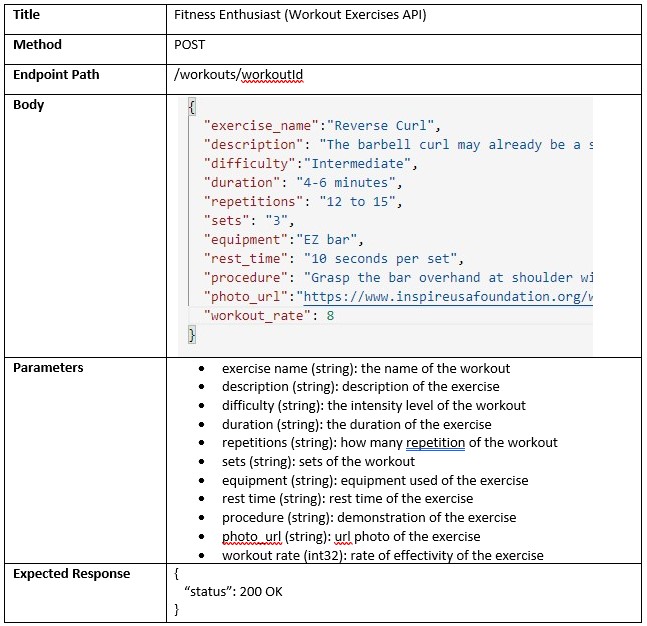 Title Fitness Enthusiast (Workout Exercises API)
Method POST
Endpoint Path /workouts/workoutId
Body {
"exercise_name":"Reverse Curl",
"description": "The barbell curl may already be a s
"difficulty":"Intermediate",
"duration": "4-6 minutes",
"repetitions": "12 to 15",
"sets": "3",
"equipment":"EZ bar",
"rest_time": "10 seconds per set",
"procedure": "Grasp the bar overhand at shoulder wi
"photo_url":"https://www.inspireusafoundation.org/w
"workout_rate": 8
}
Parameters • exercise name (string): the name of the workout
• description (string): description of the exercise
• difficulty (string): the intensity level of the workout
• duration (string): the duration of the exercise
• repetitions (string): how many repetition of the workout
• sets (string): sets of the workout
• equipment (string): equipment used of the exercise
• rest time (string): rest time of the exercise
• procedure (string): demonstration of the exercise
• photo_url (string): url photo of the exercise
• workout rate (int32): rate of effectivity of the exercise
Expected Response {
“status”: 200 OK
}